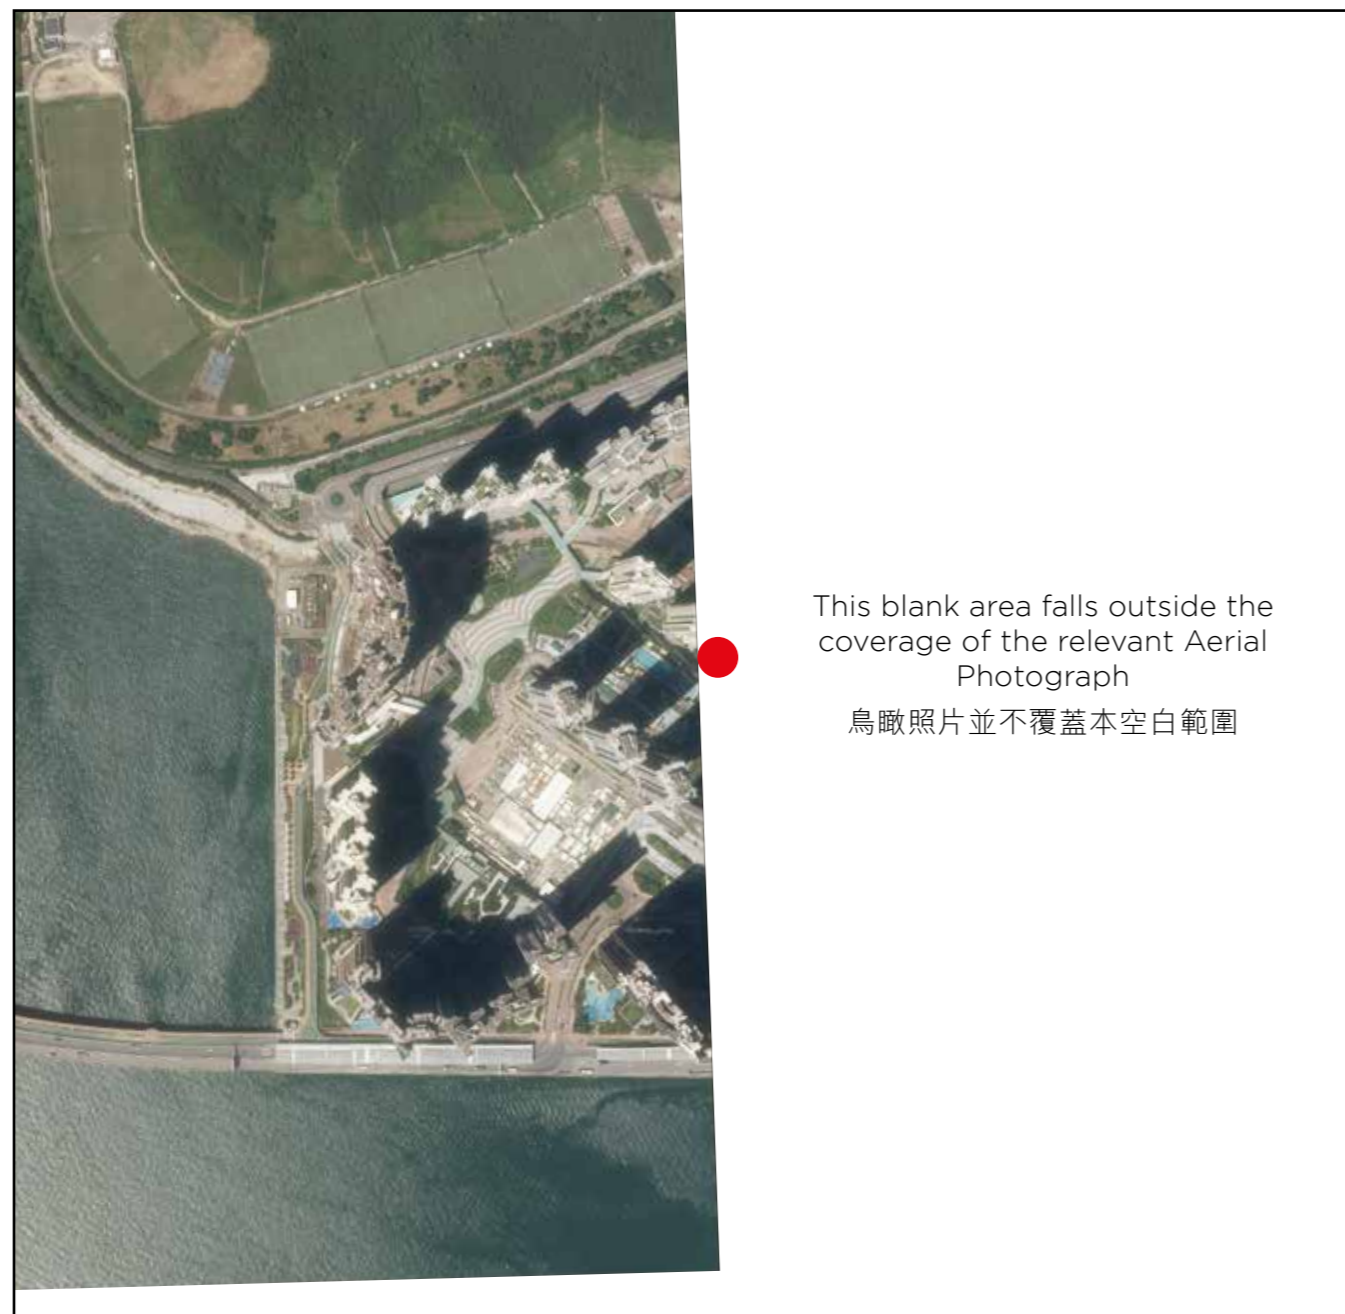 This blank area falls outside the
coverage of the relevant Aerial
Photograph
鳥瞰照片並不覆蓋本空白範圍